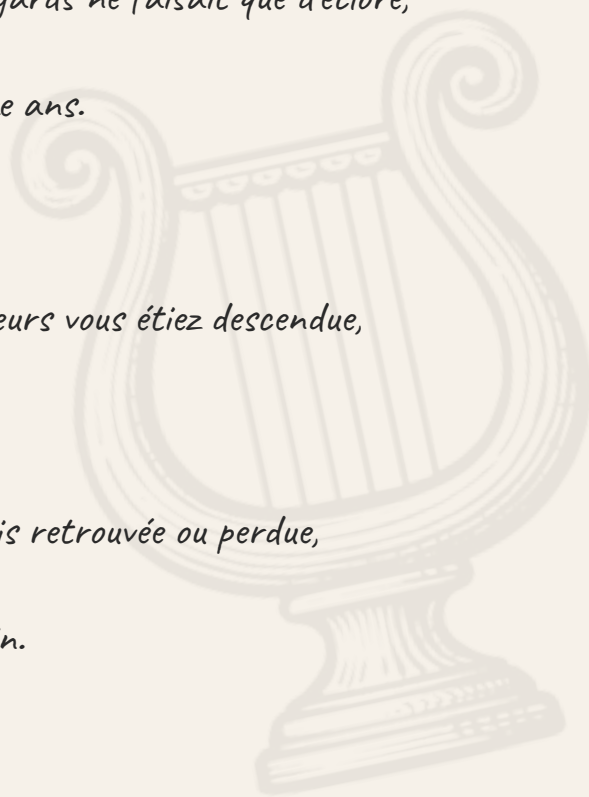 gards ne faisait que d'éclore,
e ans.
eurs vous étiez descendue,
is retrouvée ou perdue,
n.